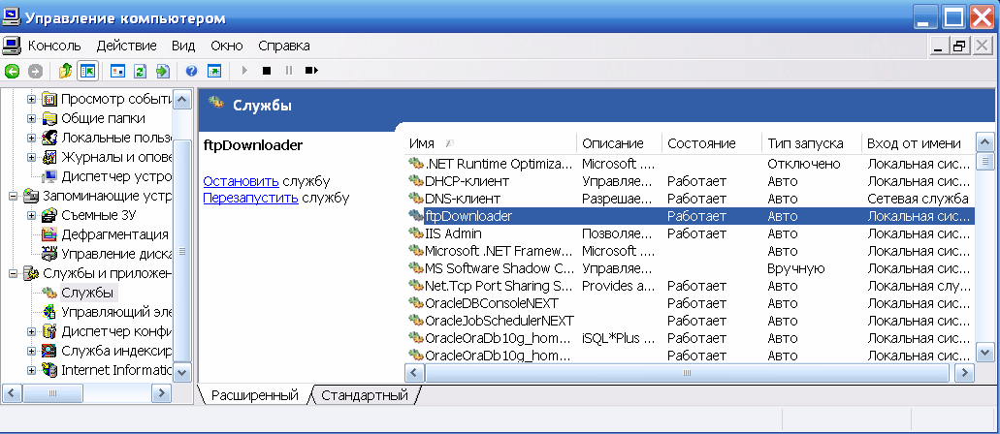 Управление компьютером
Консоль Действие Вид Окно Справка
Просмотр событи
Общие папки
Локальные польз
Журналы и опове
Диспетчер устро
Запоминающие устр
Съемные ЗУ
Дефрагментация
Управление диска
Службы и приложен
Службы
Управляющий эле
Диспетчер конфи
Служба индексир
Internet Informatic
Службы
ftpDownloader
Остановить службу
Перезапустить службу
Имя Описание Состояние Тип запуска Вход от имени
.NET Runtime Optimiza... Microsoft .... Отключено Локальная сис...
DHCP-клиент Управляе... Работает Авто Локальная сис...
DNS-клиент Разрешае... Работает Авто Сетевая служба
ftpDownloader Работает Авто Локальная сис...
IIS Admin Позволяе... Работает Авто Локальная сис...
Microsoft .NET Framew... Microsoft .... Авто Локальная сис...
MS Software Shadow C... Управляе... Вручную Локальная сис...
Net.Tcp Port Sharing S... Provides a... Работает Авто Локальная слу...
OracleDBConsoleNEXT Работает Авто Локальная сис...
OracleJobSchedulerNEXT Работает Авто Локальная сис...
OracleOraDb10g_hom... iSQL*Plus ... Работает Авто Локальная сис...
OracleOraDb10g_hom... Работает Авто Локальная сис...
Расширенный Стандартный